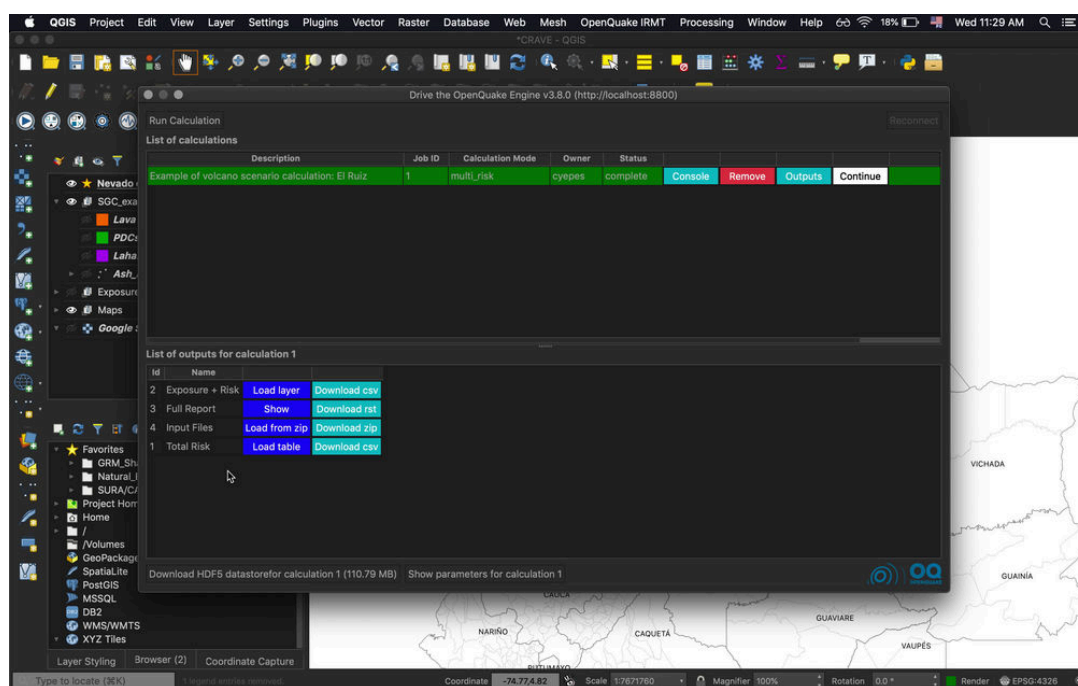 QGIS Project Edit View Layer Settings Plugins Vector Raster Database Web Mesh OpenQuake IRMT Processing Window Help 18% Wed 11:29 AM
*CRAVE - QGIS
Drive the OpenQuake Engine v3.8.0 (http://localhost:8800)
Run Calculation Reconnect
List of calculations
Description Job ID Calculation Mode Owner Status
Example of volcano scenario calculation: El Ruiz 1 multi_risk cyepes complete Console Remove Outputs Continue
Nevado
SGC_exa
Lava
PDCs
Laha
Ash_
Exposure
Maps
Google
List of outputs for calculation 1
Id Name
2 Exposure + Risk Load layer Download csv
3 Full Report Show Download rst
4 Input Files Load from zip Download zip
1 Total Risk Load table Download csv
Favorites
GRM_Sh
Natural_
SURA/C
Project Hom
Home
/
/Volumes
GeoPackage
SpatiaLite
PostGIS
MSSQL
DB2
WMS/WMTS
XYZ Tiles
Download HDF5 datastorefor calculation 1 (110.79 MB) Show parameters for calculation 1
OQ
VICHADA
GUAINÍA
CAUCA
GUAVIARE
NARIÑO
CAQUETÁ
VAUPÉS
PUTUMAYO
Layer Styling Browser (2) Coordinate Capture
Type to locate (⌘K) 1 legend entries removed. Coordinate -74.77,4.82 Scale 1:7671760 Magnifier 100% Rotation 0.0 ° Render EPSG:4326